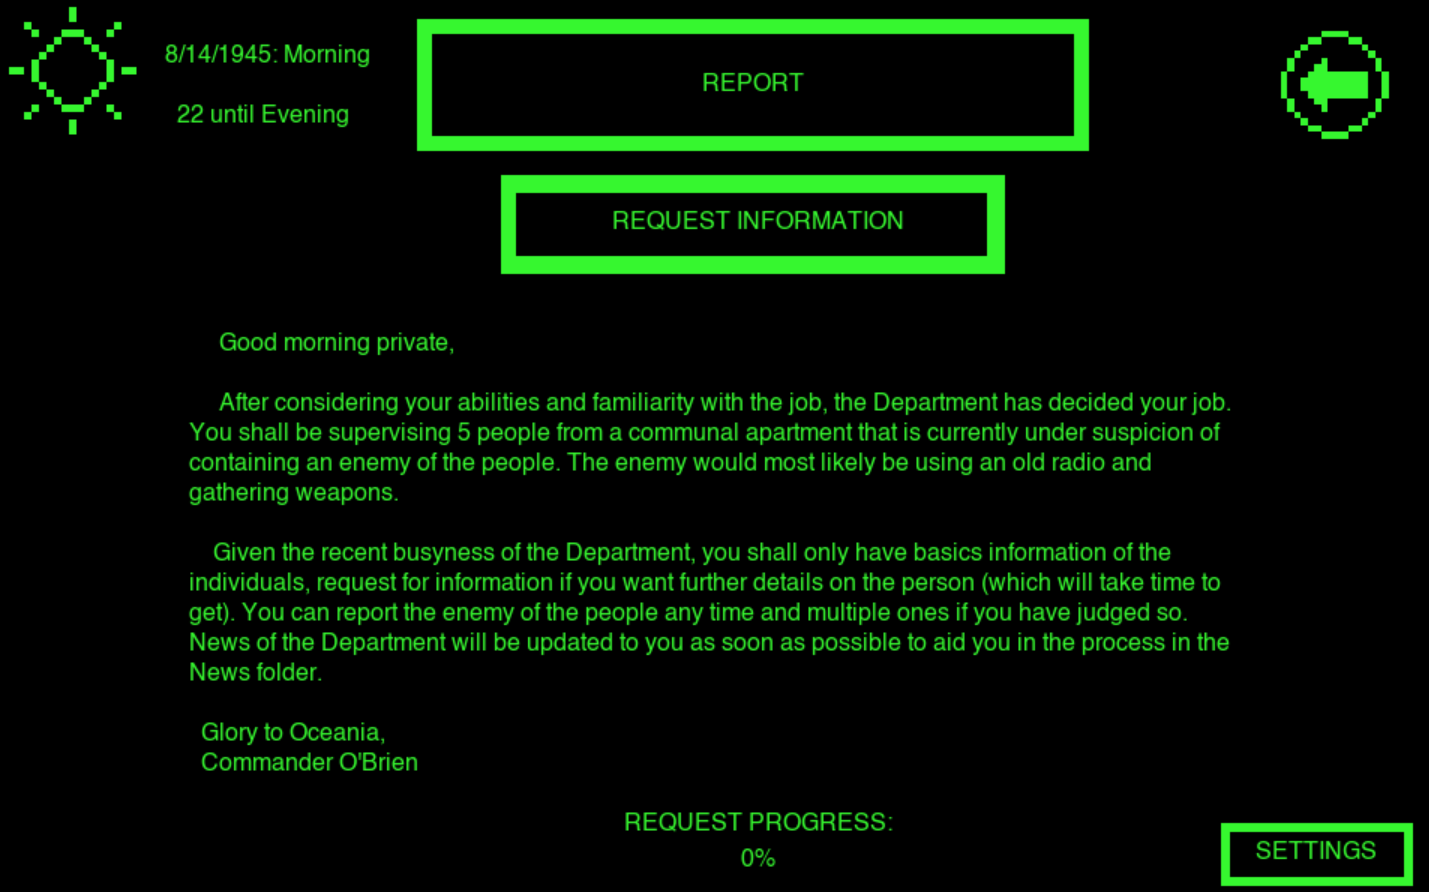 8/14/1945: Morning
22 until Evening
REPORT
REQUEST INFORMATION
Good morning private,
After considering your abilities and familiarity with the job, the Department has decided your job.
You shall be supervising 5 people from a communal apartment that is currently under suspicion of
containing an enemy of the people. The enemy would most likely be using an old radio and
gathering weapons.
Given the recent busyness of the Department, you shall only have basics information of the
individuals, request for information if you want further details on the person (which will take time to
get). You can report the enemy of the people any time and multiple ones if you have judged so.
News of the Department will be updated to you as soon as possible to aid you in the process in the
News folder.
Glory to Oceania,
Commander O'Brien
REQUEST PROGRESS:
0%
SETTINGS